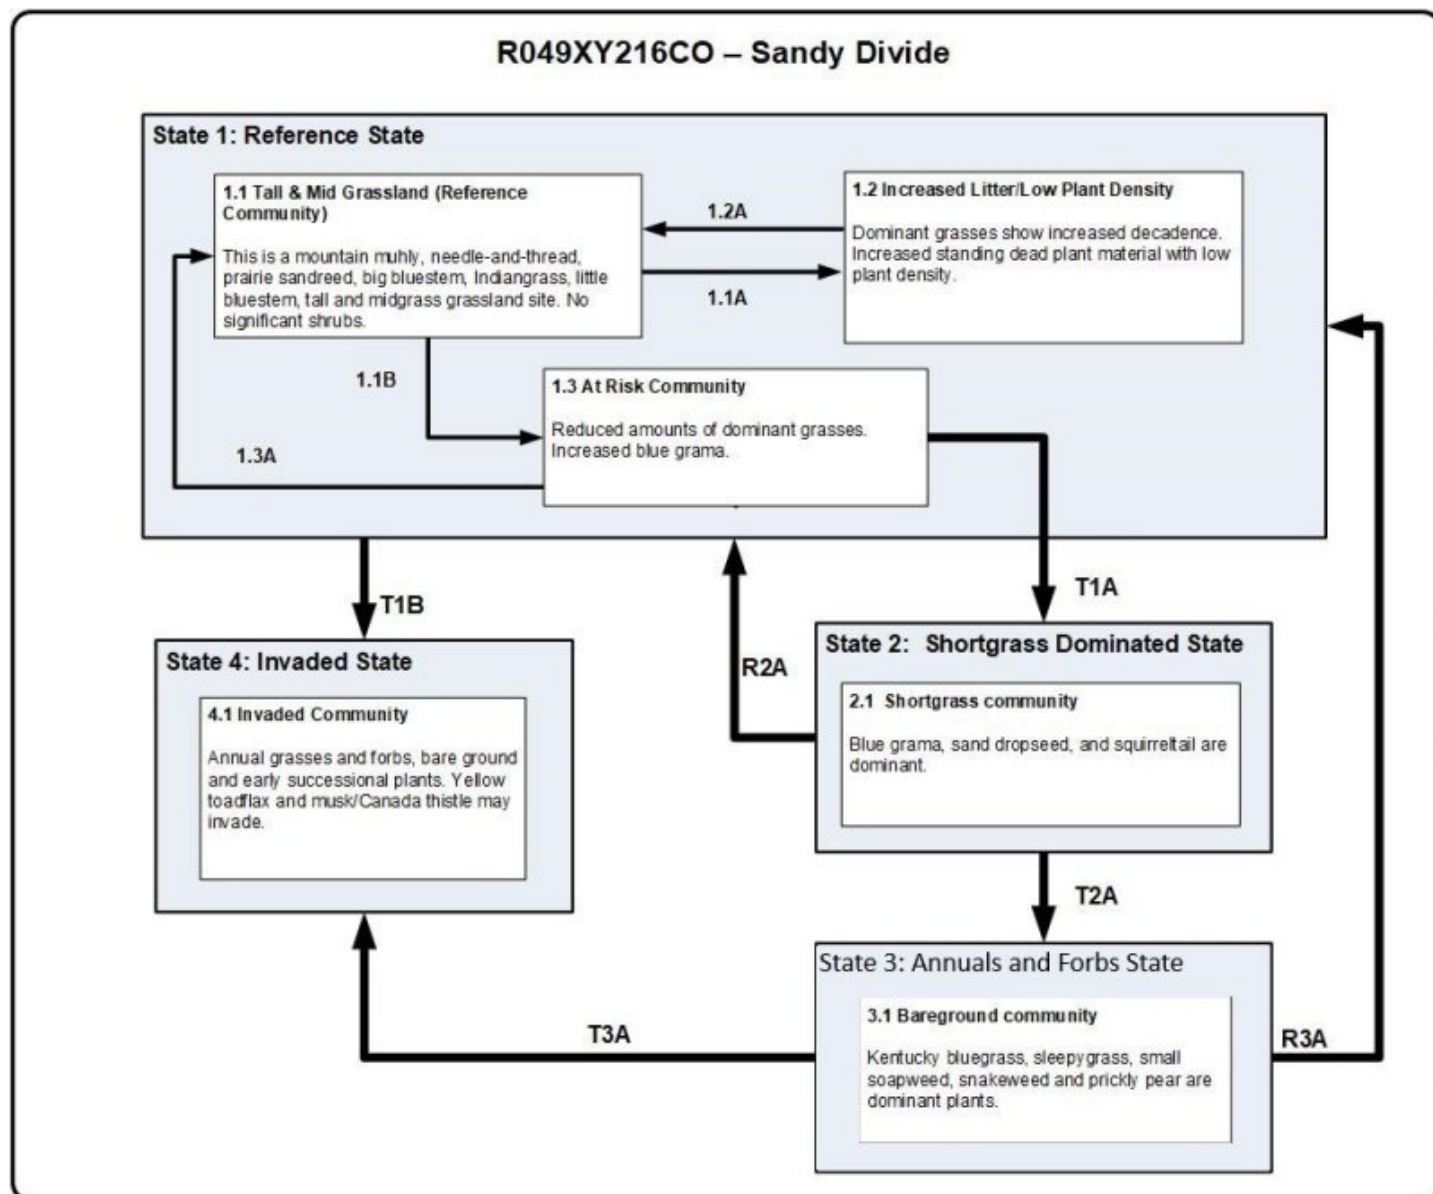 R049XY216CO – Sandy Divide
State 1: Reference State
1.1 Tall & Mid Grassland (Reference
Community)
This is a mountain muhly, needle-and-thread,
prairie sandreed, big bluestem, Indiangrass, little
bluestem, tall and midgrass grassland site. No
significant shrubs.
1.2A
1.1A
1.2 Increased Litter/Low Plant Density
Dominant grasses show increased decadence.
Increased standing dead plant material with low
plant density.
1.1B
1.3A
1.3 At Risk Community
Reduced amounts of dominant grasses.
Increased blue grama.
T1B
T1A
R2A
State 4: Invaded State
4.1 Invaded Community
Annual grasses and forbs, bare ground
and early successional plants. Yellow
toadflax and musk/Canada thistle may
invade.
State 2: Shortgrass Dominated State
2.1 Shortgrass community
Blue grama, sand dropseed, and squirreltail are
dominant.
T2A
State 3: Annuals and Forbs State
3.1 Bareground community
Kentucky bluegrass, sleepygrass, small
soapweed, snakeweed and prickly pear are
dominant plants.
T3A
R3A